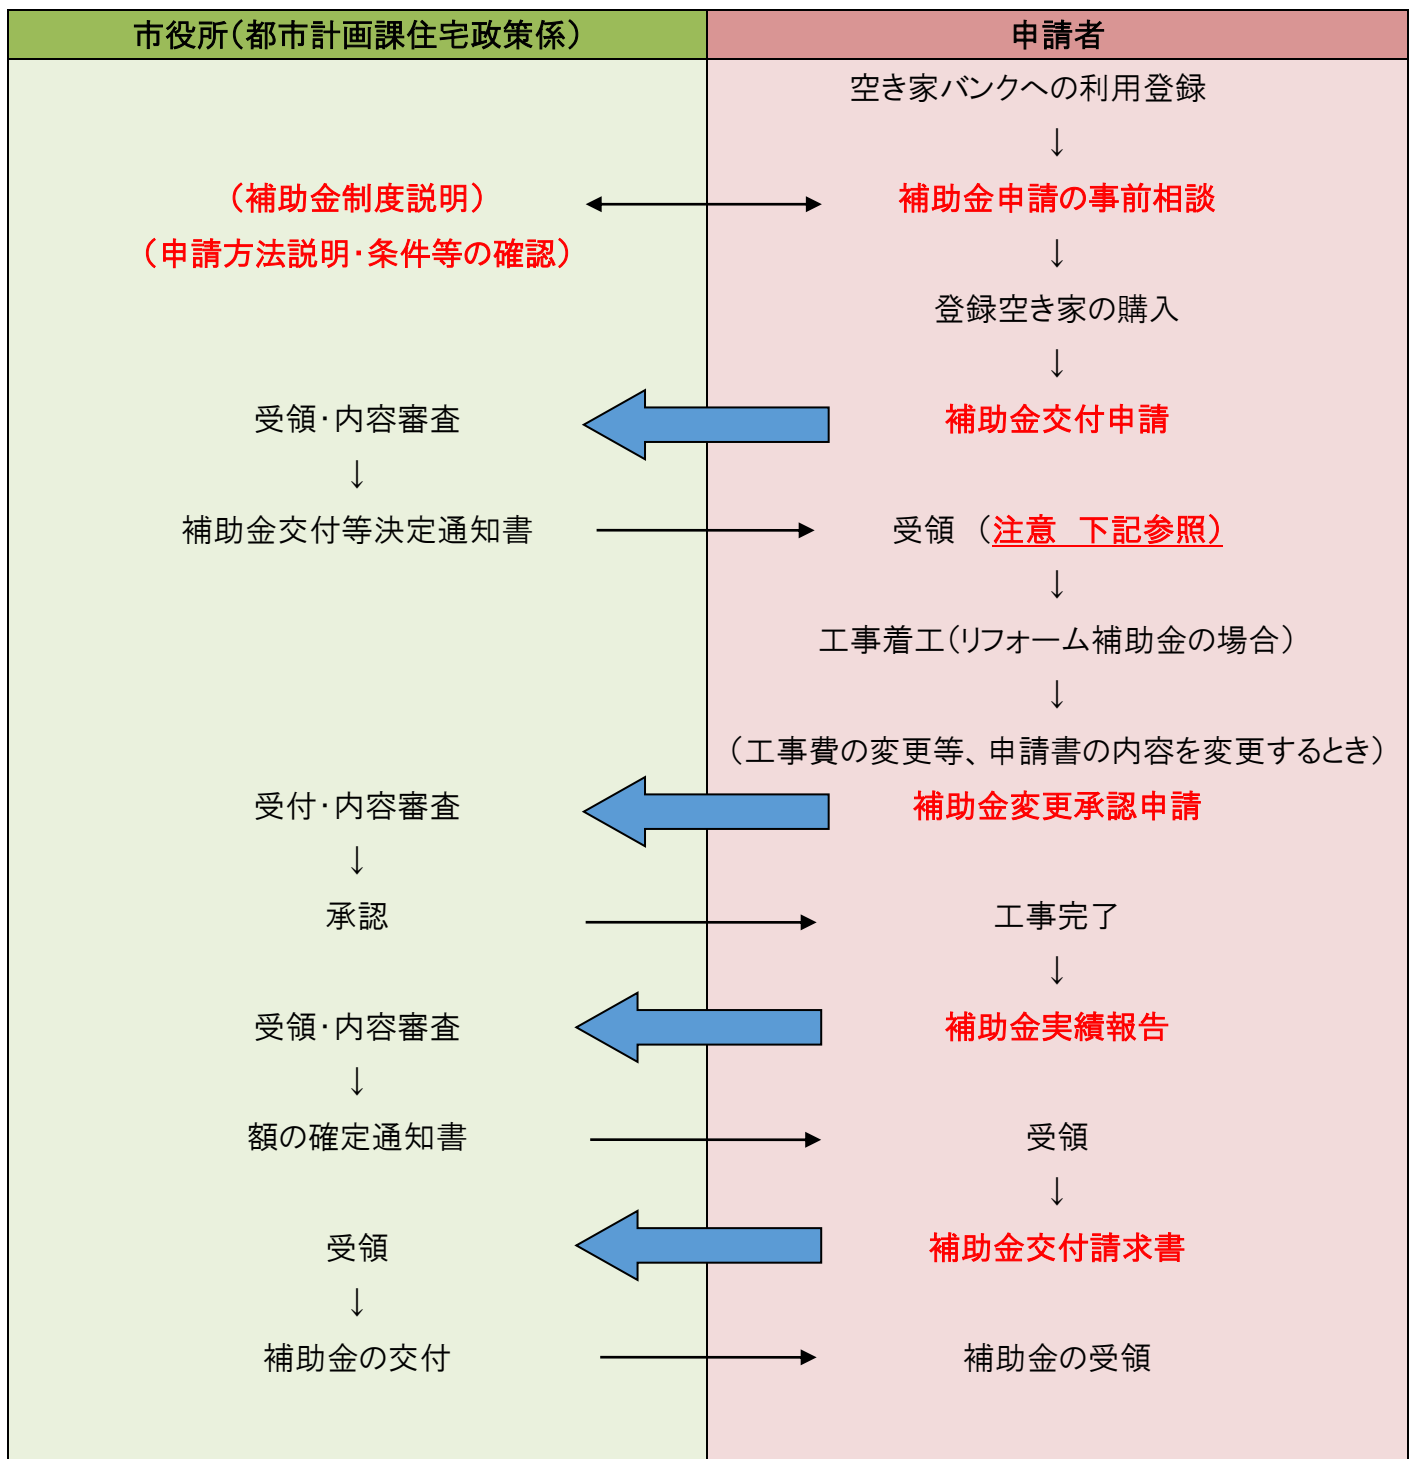 市役所（都市計画課住宅政策係）
申請者
空き家バンクへの利用登録
↓
（補助金制度説明）
補助金申請の事前相談
（申請方法説明・条件等の確認）
↓
登録空き家の購入
↓
受領・内容審査
補助金交付申請
↓
補助金交付等決定通知書
受領　（注意　下記参照）
↓
工事着工（リフォーム補助金の場合）
↓
（工事費の変更等、申請書の内容を変更するとき）
受付・内容審査
補助金変更承認申請
↓
承認
工事完了
↓
受領・内容審査
補助金実績報告
↓
額の確定通知書
受領
↓
受領
補助金交付請求書
↓
補助金の交付
補助金の受領